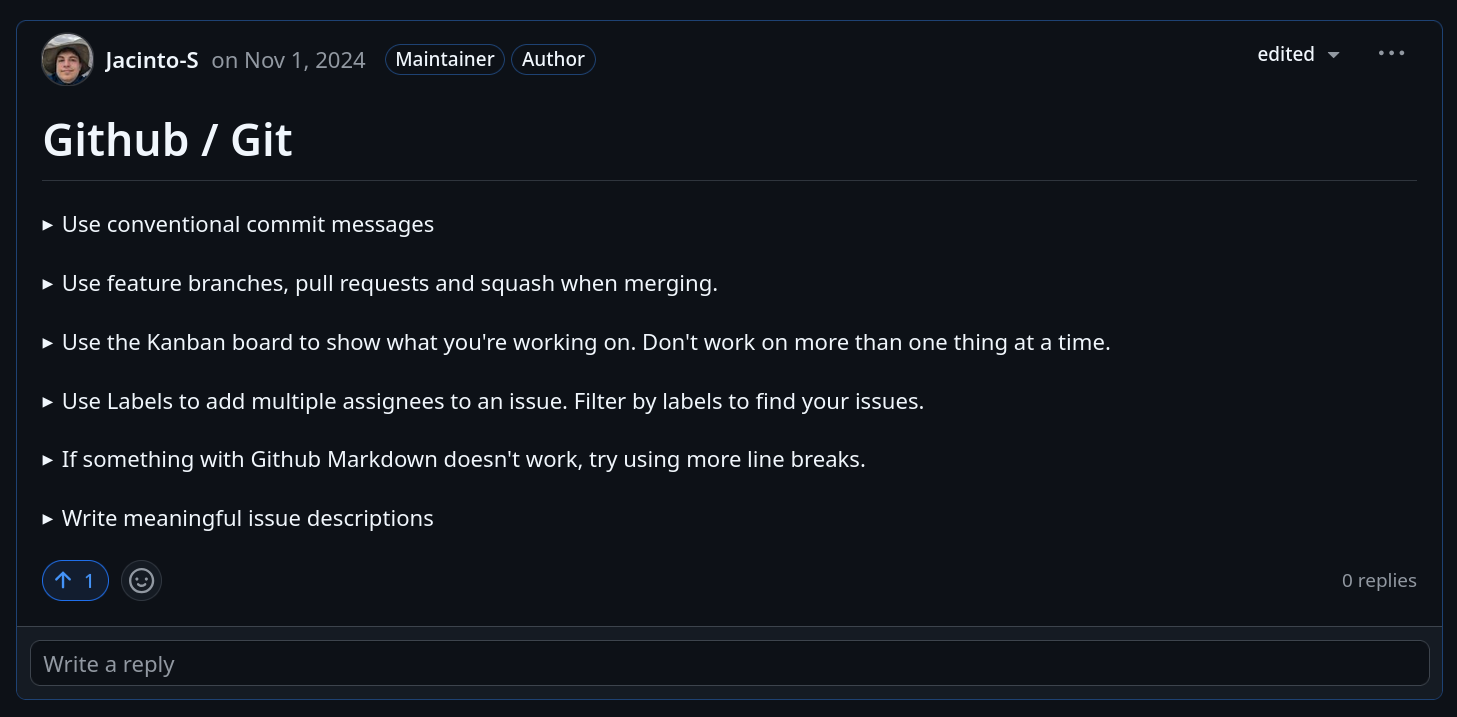 Jacinto-S on Nov 1, 2024 Maintainer Author edited
Github / Git
Use conventional commit messages
Use feature branches, pull requests and squash when merging.
Use the Kanban board to show what you're working on. Don't work on more than one thing at a time.
Use Labels to add multiple assignees to an issue. Filter by labels to find your issues.
If something with Github Markdown doesn't work, try using more line breaks.
Write meaningful issue descriptions
1 0 replies
Write a reply